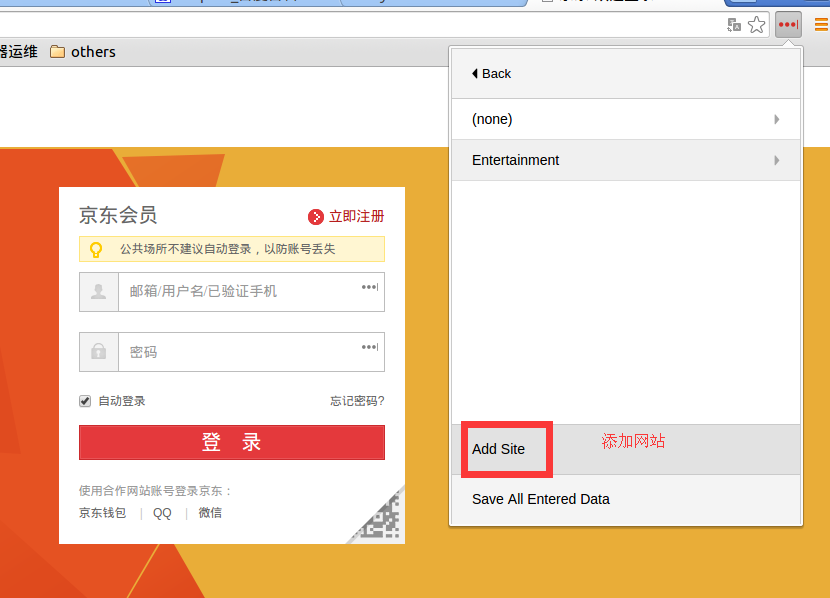 器运维 others
Back
(none)
Entertainment
Add Site
添加网站
Save All Entered Data
京东会员
立即注册
公共场所不建议自动登录，以防账号丢失
邮箱/用户名/已验证手机
密码
自动登录 忘记密码?
登 录
使用合作网站账号登录京东：
京东钱包 | QQ | 微信